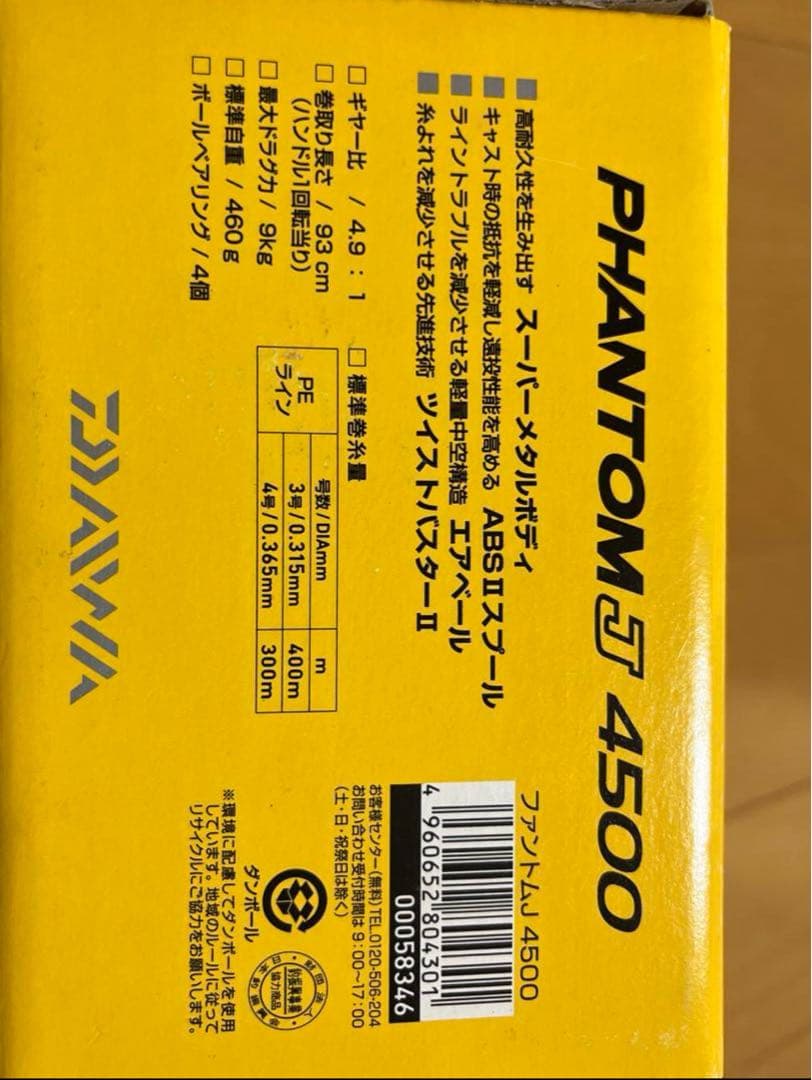 PHANTOM J 4500
■ 高耐久性を生み出す スーパーメタルボディ
■ キャスト時の抵抗を軽減し遠投性能を高める ABSⅡスプール
■ ライントラブルを減少させる軽量中空構造 エアベール
■ 糸よれを減少させる先進技術 ツイストバスターⅡ
□ ギヤー比 / 4.9：1
□ 巻取り長さ / 93cm
(ハンドル1回転当り)
□ 最大ドラグ力 / 9kg
□ 標準自重 / 460g
□ ボールベアリング / 4個
□ 標準巻糸量
号数/DIAmm m
PEライン
3号/0.315mm 400m
4号/0.365mm 300m
DAIWA
ファントムJ 4500
4 960652 804301
00058346
お客様センター(無料)TEL.0120-506-204
お問い合わせ受付時間は9:00〜17:00
(土・日・祝祭日は除く)
ダンボール
釣振興事業
協力商品
※環境に配慮してダンボールを使用
しています。地域のルールに従って
リサイクルにご協力をお願いします。